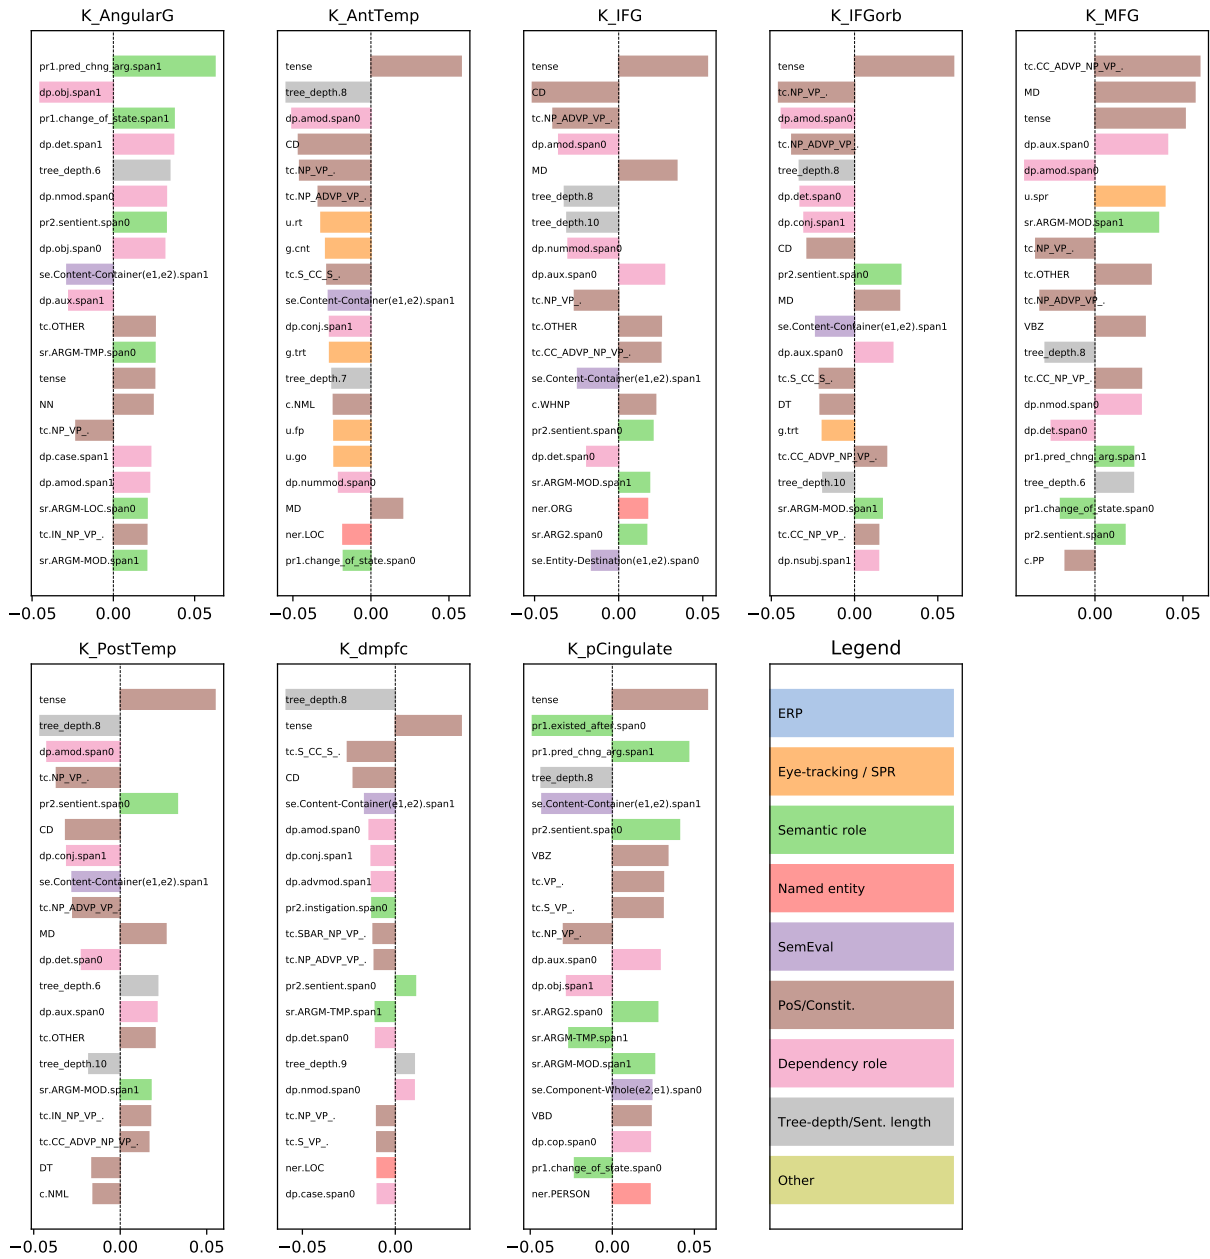 K_AngularG
pr1.pred_chng_arg.span1
dp.obj.span1
pr1.change_of_state.span1
dp.det.span1
tree_depth.6
dp.nmod.span0
pr2.sentient.span0
dp.obj.span0
se.Content-Container(e1,e2).span1
dp.aux.span1
tc.OTHER
sr.ARGM-TMP.span0
tense
NN
tc.NP_VP_.
dp.case.span1
dp.amod.span1
sr.ARGM-LOC.span0
tc.IN_NP_VP_.
sr.ARGM-MOD.span1
−0.05 0.00
K_AntTemp
tense
tree_depth.8
dp.amod.span0
CD
tc.NP_VP_.
tc.NP_ADVP_VP_.
u.rt
g.cnt
tc.S_CC_S_.
se.Content-Container(e1,e2).span1
dp.conj.span1
g.trt
tree_depth.7
c.NML
u.fp
u.go
dp.nummod.span0
MD
ner.LOC
pr1.change_of_state.span0
−0.05 0.00 0.05
K_IFG
tense
CD
tc.NP_ADVP_VP_.
dp.amod.span0
MD
tree_depth.8
tree_depth.10
dp.nummod.span0
dp.aux.span0
tc.NP_VP_.
tc.OTHER
tc.CC_ADVP_NP_VP_.
se.Content-Container(e1,e2).span1
c.WHNP
pr2.sentient.span0
dp.det.span0
sr.ARGM-MOD.span1
ner.ORG
sr.ARG2.span0
se.Entity-Destination(e1,e2).span0
−0.05 0.00 0.05
K_IFGorb
tense
tc.NP_VP_.
dp.amod.span0
tc.NP_ADVP_VP_.
tree_depth.8
dp.det.span0
dp.conj.span1
CD
pr2.sentient.span0
MD
se.Content-Container(e1,e2).span1
dp.aux.span0
tc.S_CC_S_.
DT
g.trt
tc.CC_ADVP_NP_VP_.
tree_depth.10
sr.ARGM-MOD.span1
tc.CC_NP_VP_.
dp.nsubj.span1
−0.05 0.00 0.05
K_MFG
tc.CC_ADVP_NP_VP_.
MD
tense
dp.aux.span0
dp.amod.span0
u.spr
sr.ARGM-MOD.span1
tc.NP_VP_.
tc.OTHER
tc.NP_ADVP_VP_.
VBZ
tree_depth.8
tc.CC_NP_VP_.
dp.nmod.span0
dp.det.span0
pr1.pred_chng_arg.span1
tree_depth.6
pr1.change_of_state.span0
pr2.sentient.span0
c.PP
0.00 0.05
K_PostTemp
tense
tree_depth.8
dp.amod.span0
tc.NP_VP_.
pr2.sentient.span0
CD
dp.conj.span1
se.Content-Container(e1,e2).span1
tc.NP_ADVP_VP_.
MD
dp.det.span0
tree_depth.6
dp.aux.span0
tc.OTHER
tree_depth.10
sr.ARGM-MOD.span1
tc.IN_NP_VP_.
tc.CC_ADVP_NP_VP_.
DT
c.NML
−0.05 0.00 0.05
K_dmpfc
tree_depth.8
tense
tc.S_CC_S_.
CD
se.Content-Container(e1,e2).span1
dp.amod.span0
dp.conj.span1
dp.advmod.span1
pr2.instigation.span0
tc.SBAR_NP_VP_.
tc.NP_ADVP_VP_.
pr2.sentient.span0
sr.ARGM-TMP.span1
dp.det.span0
tree_depth.9
dp.nmod.span0
tc.NP_VP_.
tc.S_VP_.
ner.LOC
dp.case.span0
−0.05 0.00
K_pCingulate
tense
pr1.existed_after.span0
pr1.pred_chng_arg.span1
tree_depth.8
se.Content-Container(e1,e2).span1
pr2.sentient.span0
VBZ
tc.VP_.
tc.S_VP_.
tc.NP_VP_.
dp.aux.span0
dp.obj.span1
sr.ARG2.span0
sr.ARGM-TMP.span1
sr.ARGM-MOD.span1
se.Component-Whole(e2,e1).span0
VBD
dp.cop.span0
pr1.change_of_state.span0
ner.PERSON
−0.05 0.00 0.05
Legend
ERP
Eye-tracking / SPR
Semantic role
Named entity
SemEval
PoS/Constit.
Dependency role
Tree-depth/Sent. length
Other